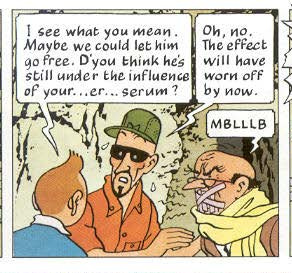 I see what you mean.
Maybe we could let him
go free. D'you think he's
still under the influence
of your...er...serum?
Oh, no.
The effect
will have
worn off
by now.
MBLLLB